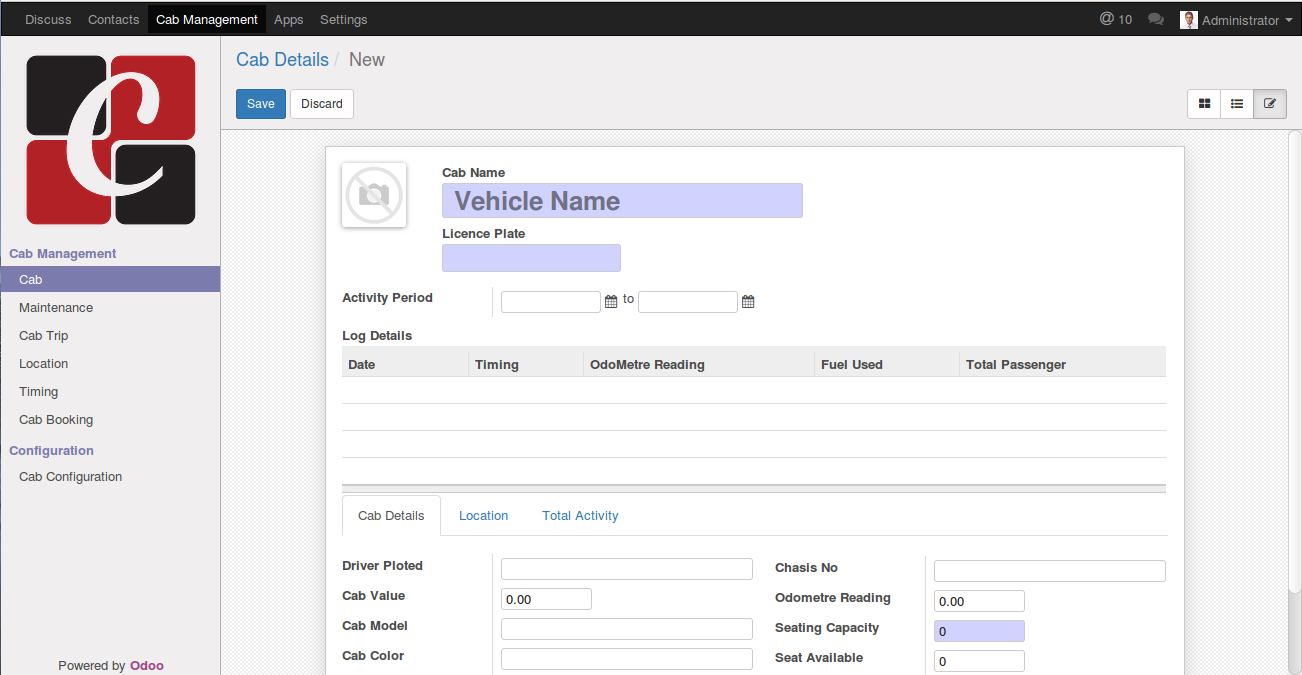 Discuss Contacts Cab Management Apps Settings @ 10 Administrator
Cab Details / New
Save Discard
Cab Management
Cab
Maintenance
Cab Trip
Location
Timing
Cab Booking
Configuration
Cab Configuration
Powered by Odoo
Cab Name
Vehicle Name
Licence Plate
Activity Period to
Log Details
Date Timing OdoMetre Reading Fuel Used Total Passenger
Cab Details Location Total Activity
Driver Ploted
Cab Value 0.00
Cab Model
Cab Color
Chasis No
Odometre Reading 0.00
Seating Capacity 0
Seat Available 0